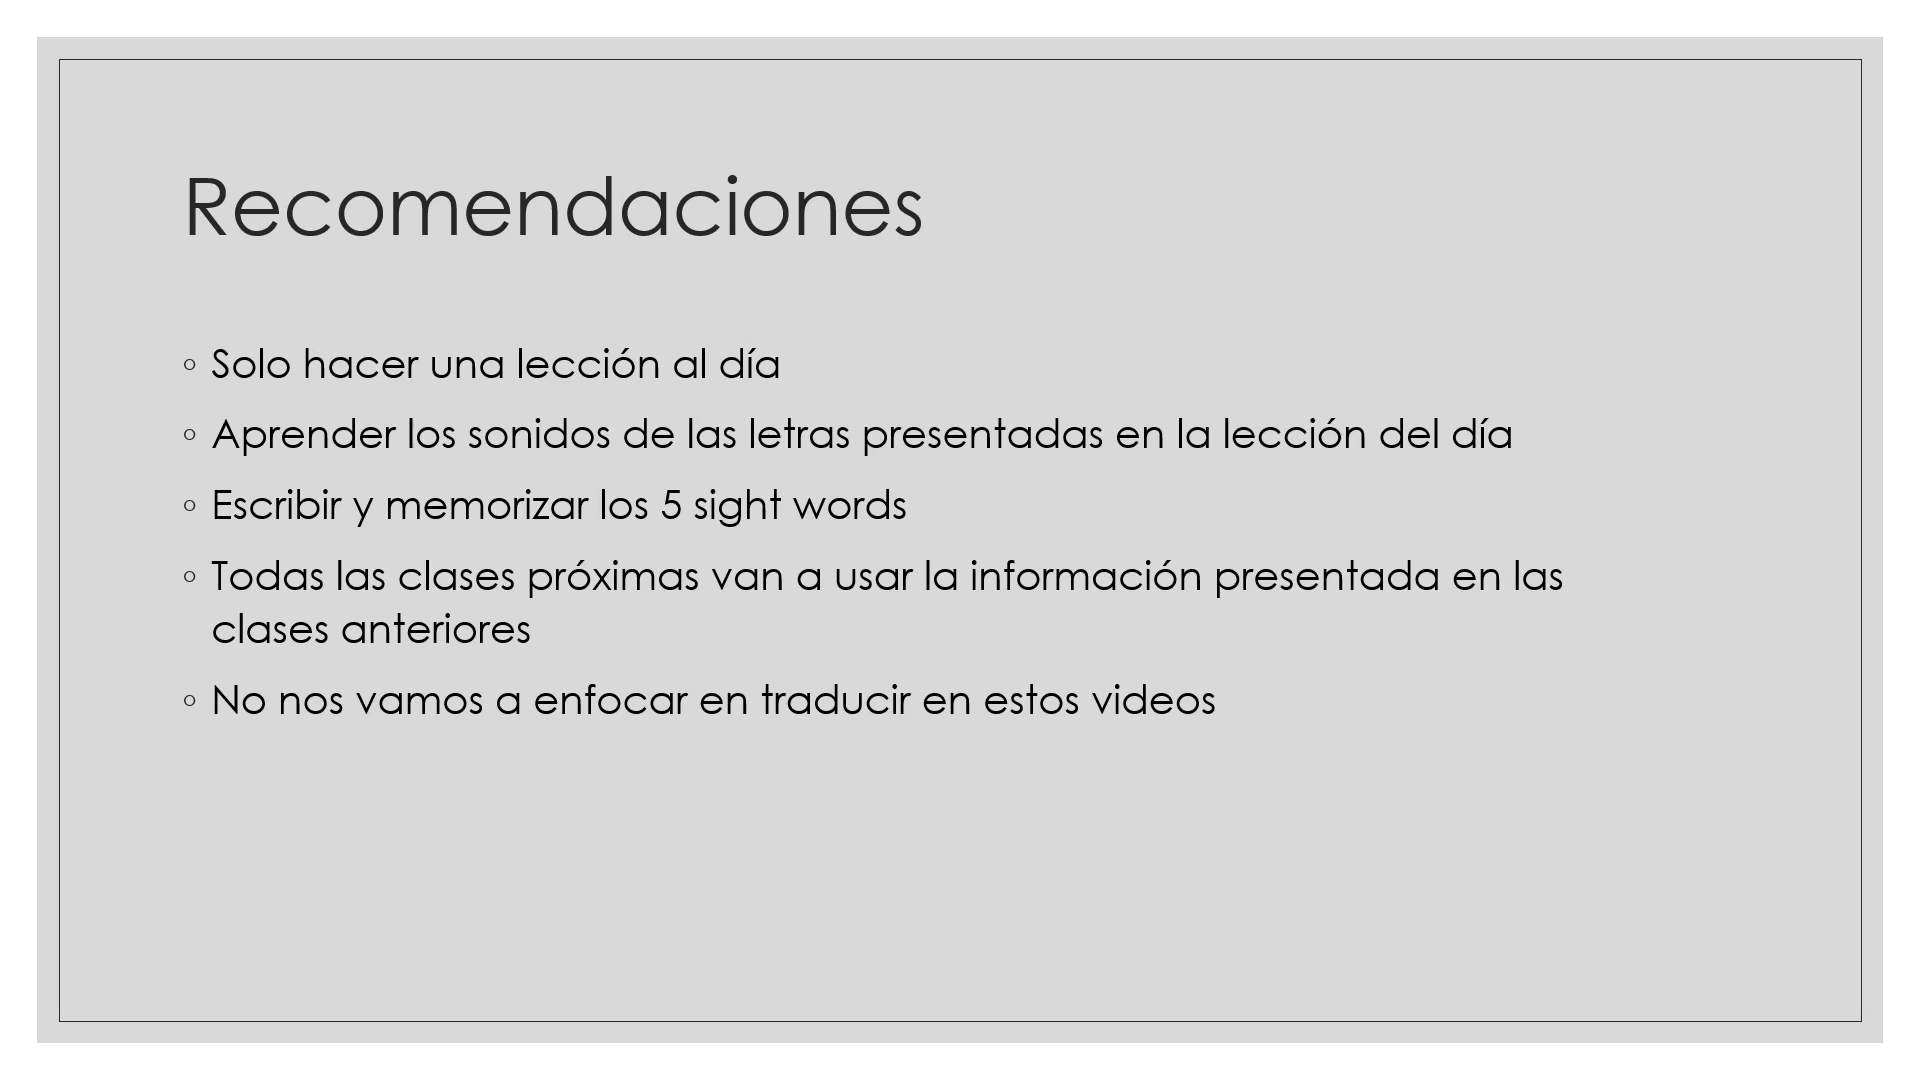 Recomendaciones
◦ Solo hacer una lección al día
◦ Aprender los sonidos de las letras presentadas en la lección del día
◦ Escribir y memorizar los 5 sight words
◦ Todas las clases próximas van a usar la información presentada en las
clases anteriores
◦ No nos vamos a enfocar en traducir en estos videos